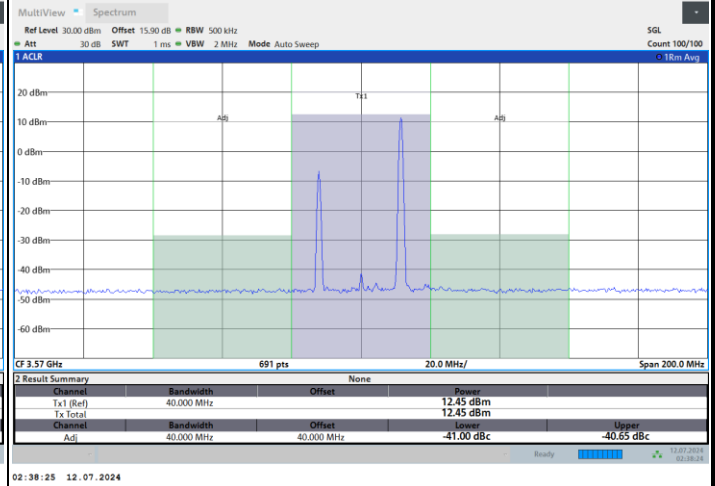 MultiView Spectrum
Ref Level 30.00 dBm Offset 15.90 dB RBW 500 kHz SGL
Att 30 dB SWT 1 ms VBW 2 MHz Mode Auto Sweep Count 100/100
1 ACLR 1Rm Avg
20 dBm
Tx1
10 dBm
Adj
Adj
0 dBm
-10 dBm
-20 dBm
-30 dBm
-40 dBm
-50 dBm
-60 dBm
CF 3.57 GHz 691 pts 20.0 MHz/ Span 200.0 MHz
2 Result Summary None
Channel Bandwidth Offset Power
Tx1 (Ref) 40.000 MHz 12.45 dBm
Tx Total 12.45 dBm
Channel Bandwidth Offset Lower Upper
Adj 40.000 MHz 40.000 MHz -41.00 dBc -40.65 dBc
Ready 12.07.2024
02:38:24
02:38:25 12.07.2024